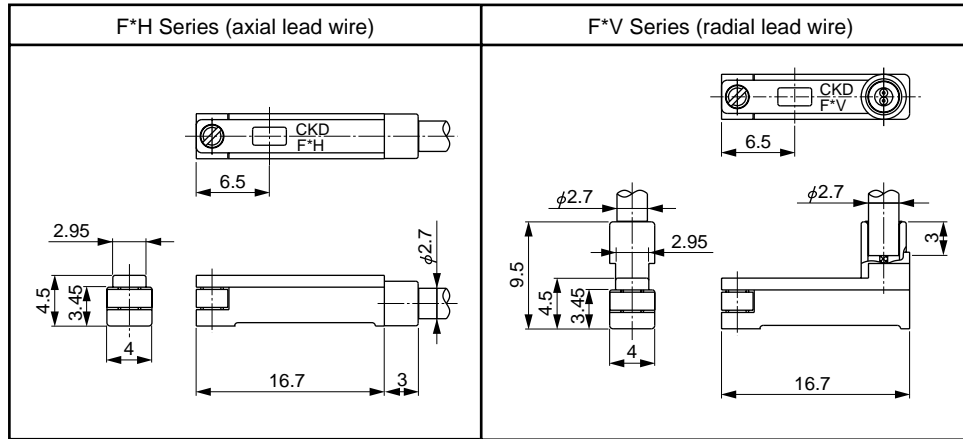 F*H Series (axial lead wire)
CKD
F*H
6.5
2.95
4.5
3.45
4
φ2.7
16.7
3
F*V Series (radial lead wire)
CKD
F*V
6.5
φ2.7
φ2.7
2.95
3
9.5
4.5
3.45
4
16.7